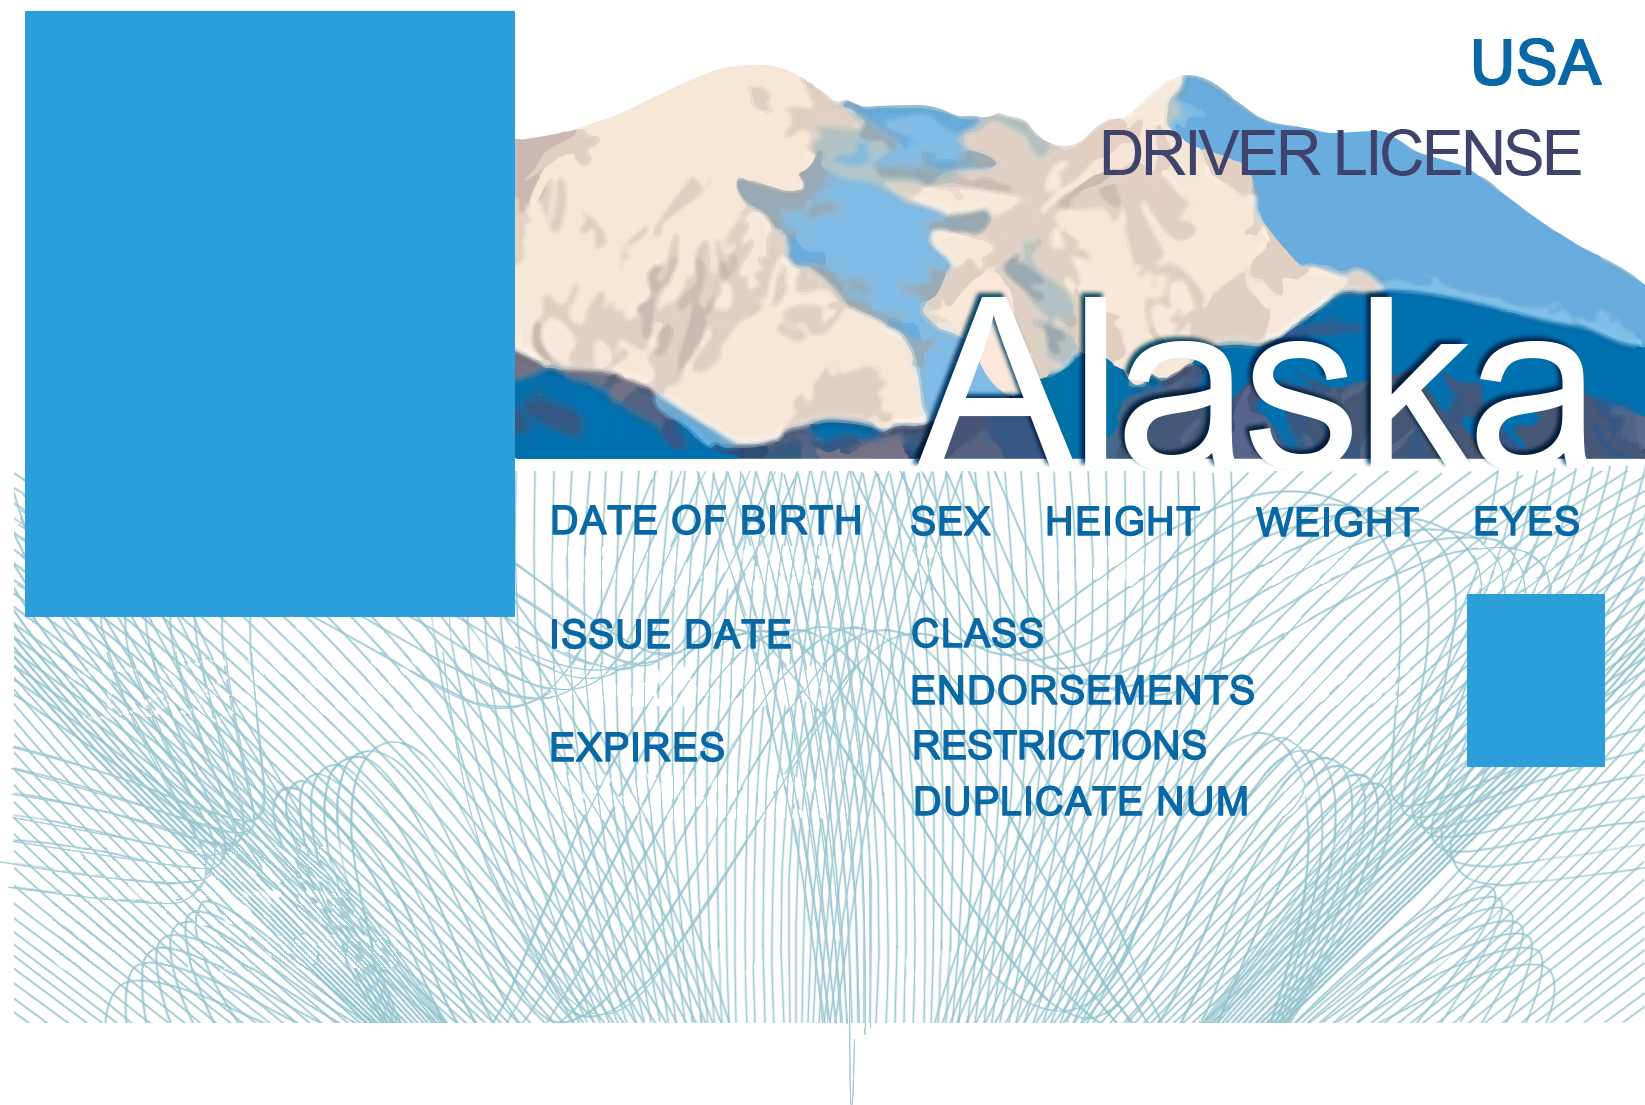 USA
DRIVER LICENSE
Alaska
DATE OF BIRTH SEX HEIGHT WEIGHT EYES
ISSUE DATE CLASS
ENDORSEMENTS
EXPIRES RESTRICTIONS
DUPLICATE NUM